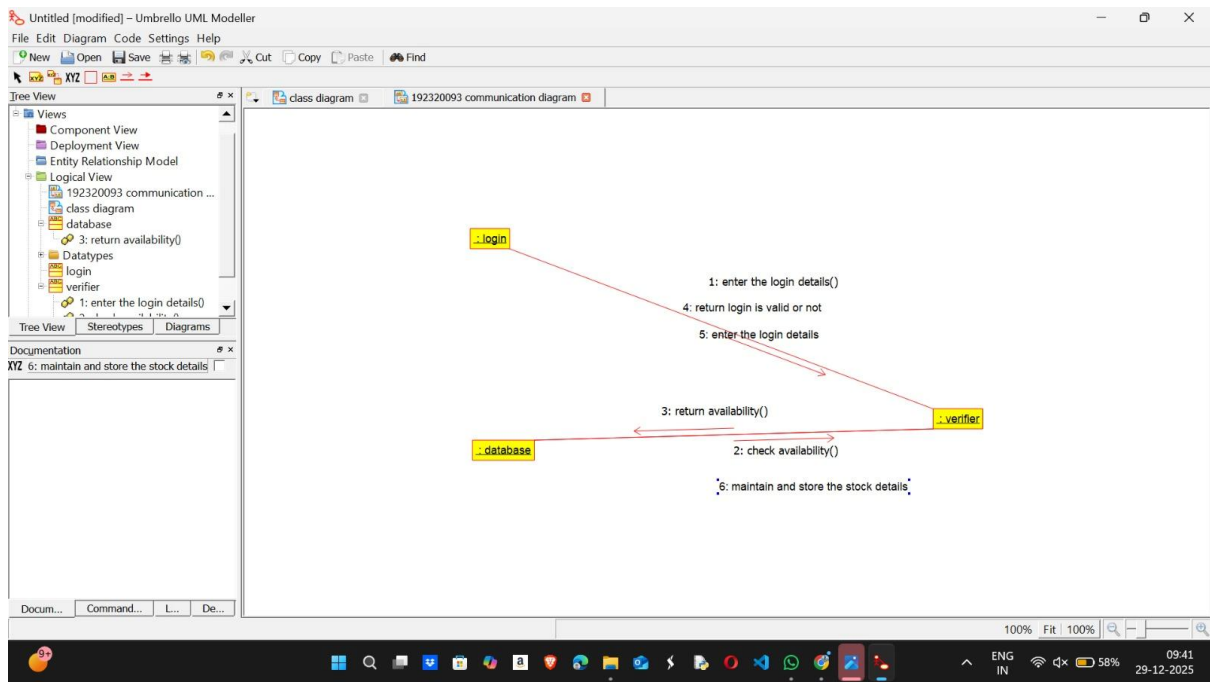 Untitled [modified] – Umbrello UML Modeller
File Edit Diagram Code Settings Help
New Open Save Cut Copy Paste Find
XYZ A.B
Tree View
class diagram 192320093 communication diagram
Views
Component View
Deployment View
Entity Relationship Model
Logical View
192320093 communication ...
class diagram
database
3: return availability()
Datatypes
login
verifier
1: enter the login details()
Tree View Stereotypes Diagrams
Documentation
XYZ 6: maintain and store the stock details
: login
1: enter the login details()
4: return login is valid or not
5: enter the login details
3: return availability()
: verifier
: database
2: check availability()
6: maintain and store the stock details
Docum... Command... L... De...
100% Fit 100%
9+
a
ENG
IN
58%
09:41
29-12-2025